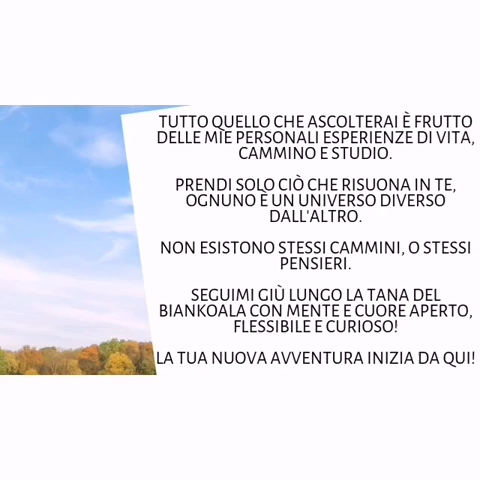 TUTTO QUELLO CHE ASCOLTERAI È FRUTTO
DELLE MIE PERSONALI ESPERIENZE DI VITA,
CAMMINO E STUDIO.
PRENDI SOLO CIÒ CHE RISUONA IN TE,
OGNUNO È UN UNIVERSO DIVERSO
DALL'ALTRO.
NON ESISTONO STESSI CAMMINI, O STESSI
PENSIERI.
SEGUIMI GIÙ LUNGO LA TANA DEL
BIANKOALA CON MENTE E CUORE APERTO,
FLESSIBILE E CURIOSO!
LA TUA NUOVA AVVENTURA INIZIA DA QUI!